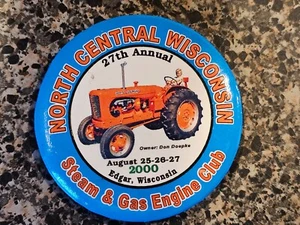 NORTH CENTRAL WISCONSIN
27th Annual
Owner: Don Doepke
August 25-26-27
2000
Edgar, Wisconsin
Steam & Gas Engine Club